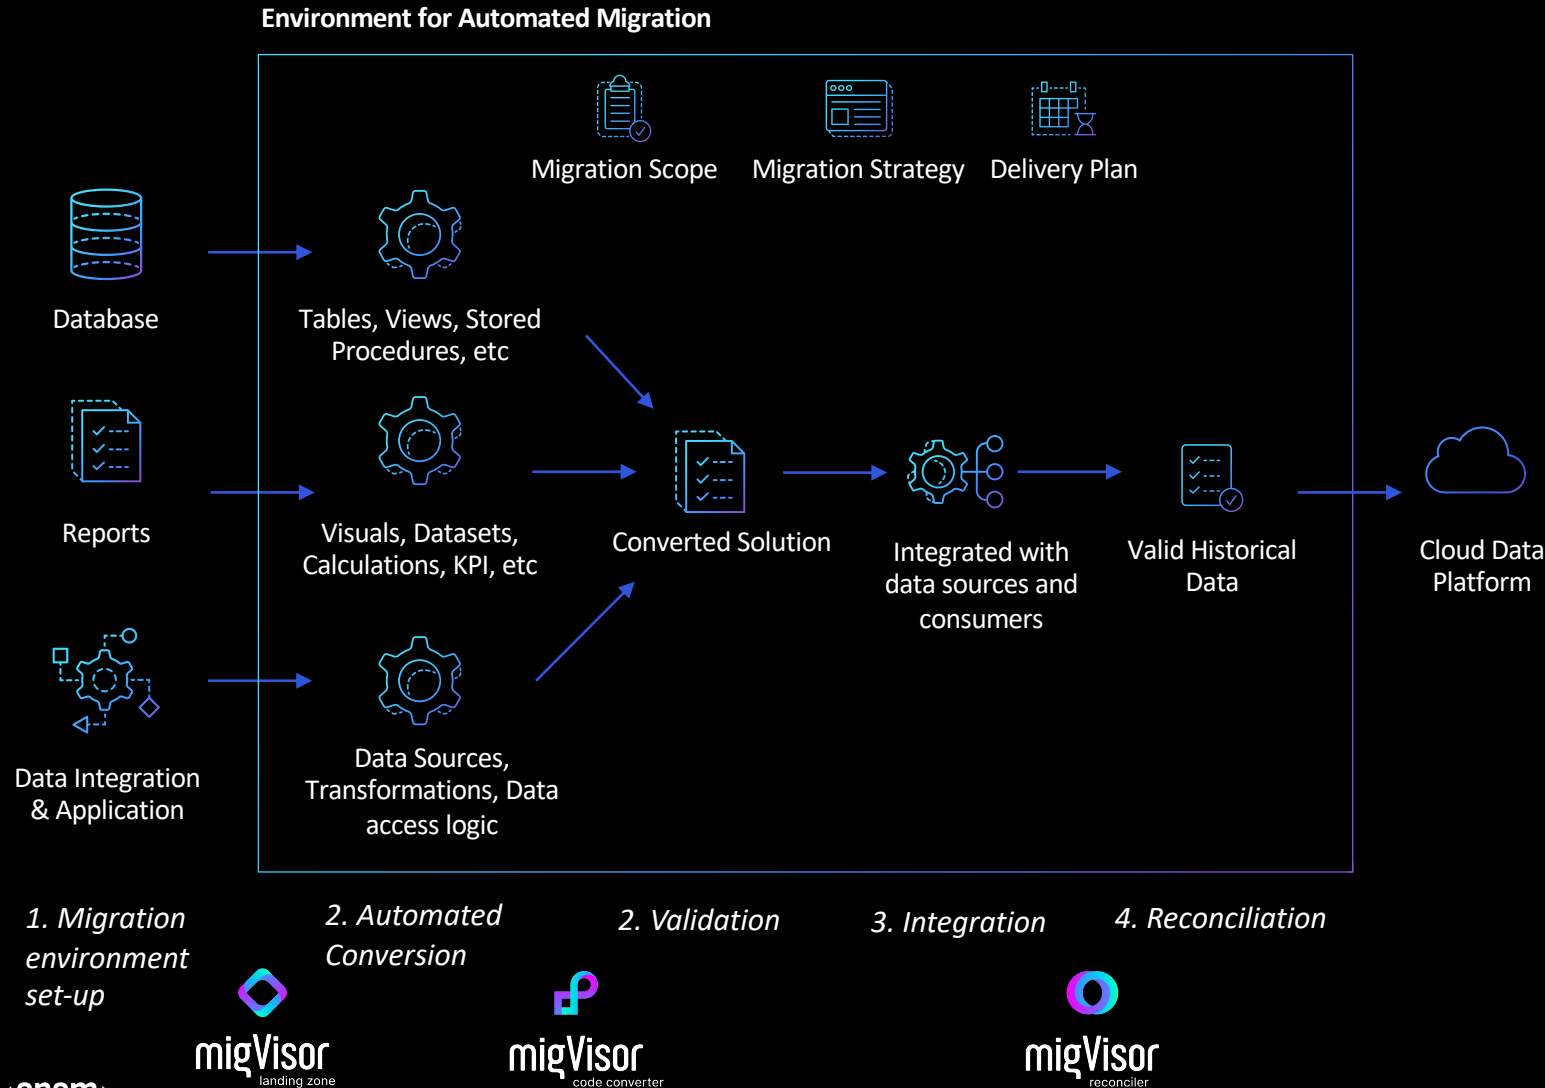 Environment for Automated Migration
Migration Scope
Migration Strategy
Delivery Plan
Database
Tables, Views, Stored
Procedures, etc
Reports
Visuals, Datasets,
Calculations, KPI, etc
Converted Solution
Integrated with
data sources and
consumers
Valid Historical
Data
Cloud Data
Platform
Data Integration
& Application
Data Sources,
Transformations, Data
access logic
1. Migration
environment
set-up
2. Automated
Conversion
2. Validation
3. Integration
4. Reconciliation
migVisor
landing zone
migVisor
code converter
migVisor
reconciler